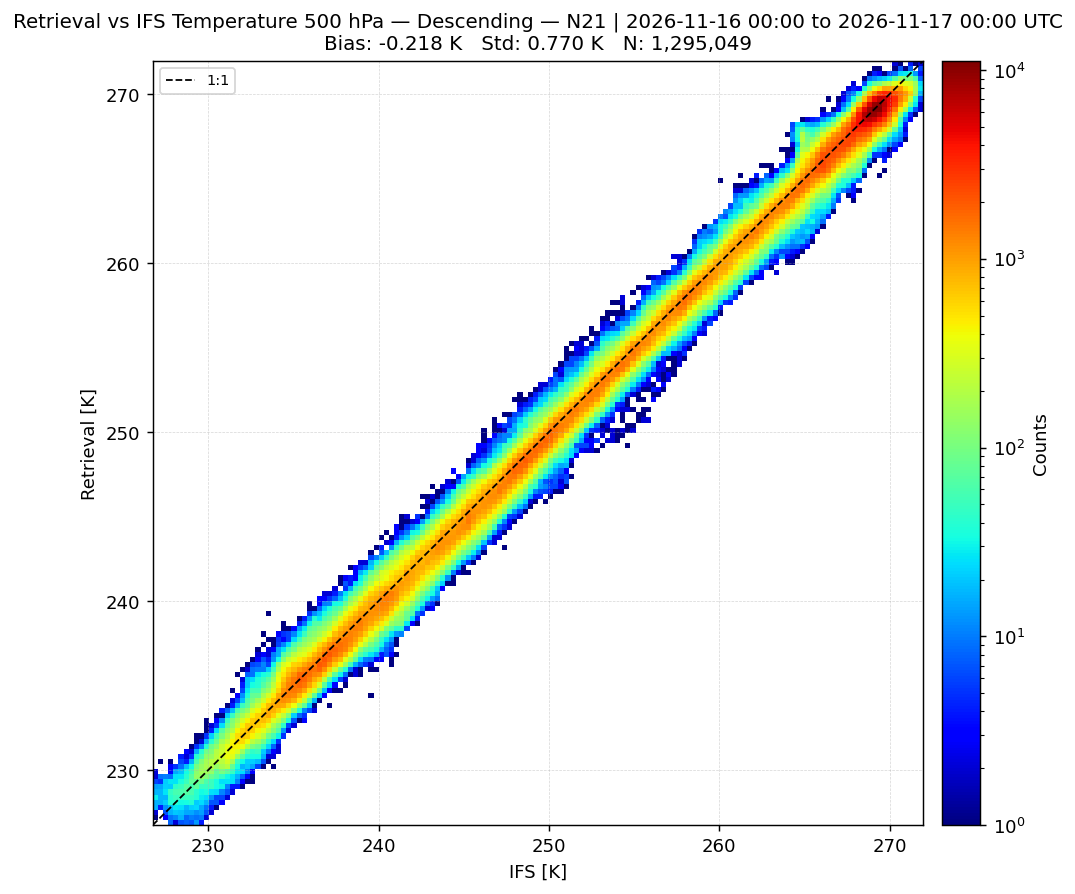 Retrieval vs IFS Temperature 500 hPa — Descending — N21 | 2026-11-16 00:00 to 2026-11-17 00:00 UTC
Bias: -0.218 K   Std: 0.770 K   N: 1,295,049
1:1
270
260
250
240
230
Retrieval [K]
230 240 250 260 270
IFS [K]
10⁴
10³
10²
10¹
10⁰
Counts